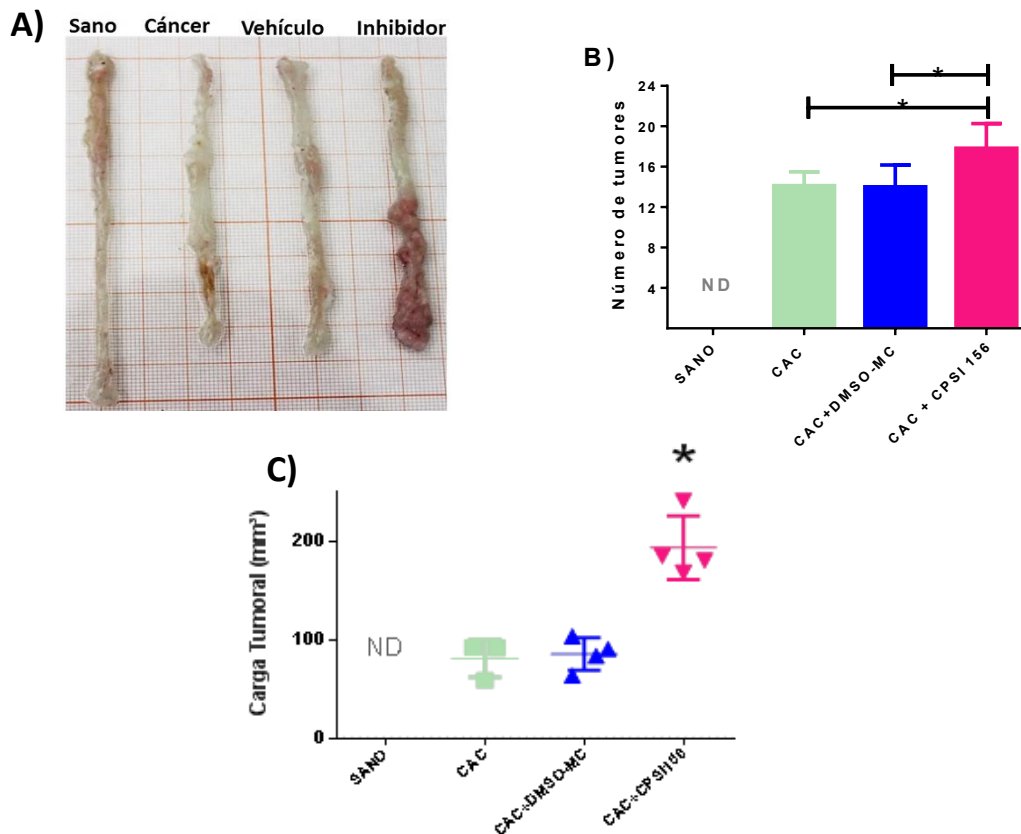 A)
Sano Cáncer Vehículo Inhibidor
B )
*
*
Número de tumores
24
20
16
12
8
4
ND
SANO
CAC
CAC+DMSO-MC
CAC + CPSI 156
C)
*
Carga Tumoral (mm³)
200
100
0
ND
SANO
CAC
CAC+DMSO-MC
CAC+CPSI156